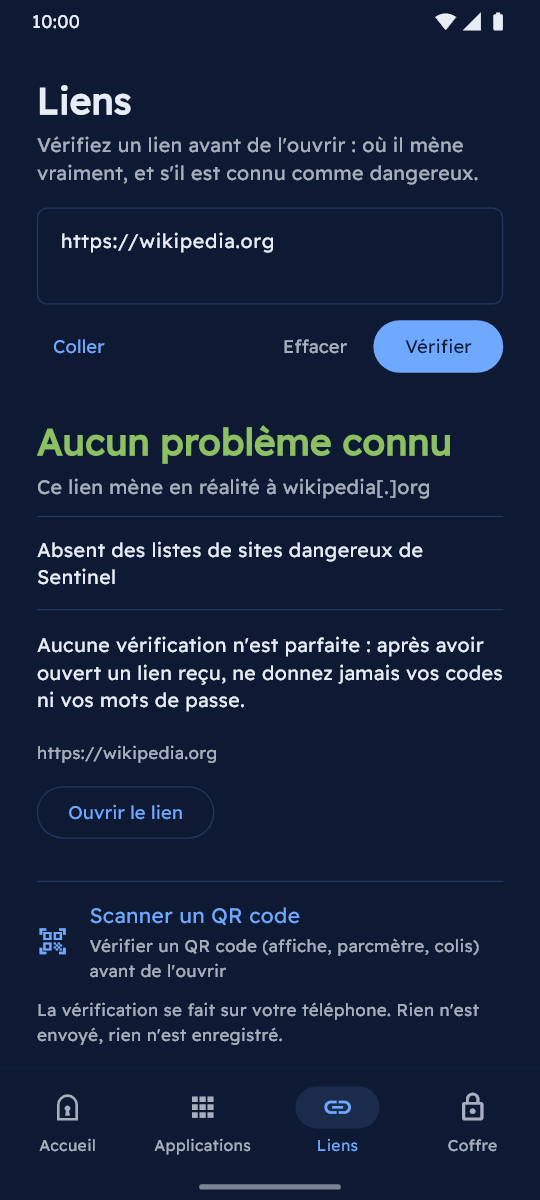 10:00
Liens
Vérifiez un lien avant de l'ouvrir : où il mène
vraiment, et s'il est connu comme dangereux.
https://wikipedia.org
Coller
Effacer
Vérifier
Aucun problème connu
Ce lien mène en réalité à wikipedia[.]org
Absent des listes de sites dangereux de
Sentinel
Aucune vérification n'est parfaite : après avoir
ouvert un lien reçu, ne donnez jamais vos codes
ni vos mots de passe.
https://wikipedia.org
Ouvrir le lien
Scanner un QR code
Vérifier un QR code (affiche, parcmètre, colis)
avant de l'ouvrir
La vérification se fait sur votre téléphone. Rien n'est
envoyé, rien n'est enregistré.
Accueil
Applications
Liens
Coffre